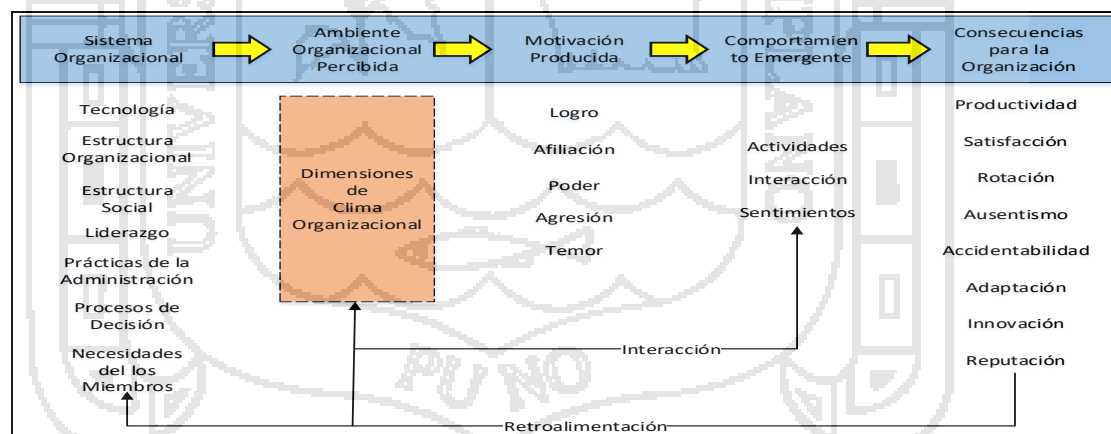 Sistema
Organizacional
Ambiente
Organizacional
Percibida
Motivación
Producida
Comportamien
to Emergente
Consecuencias
para la
Organización
Tecnología
Estructura
Organizacional
Estructura
Social
Liderazgo
Prácticas de la
Administración
Procesos de
Decisión
Necesidades
del los
Miembros
Dimensiones
de
Clima
Organizacional
Logro
Afiliación
Poder
Agresión
Temor
Actividades
Interacción
Sentimientos
Productividad
Satisfacción
Rotación
Ausentismo
Accidentabilidad
Adaptación
Innovación
Reputación
Interacción
Retroalimentación
PUNO